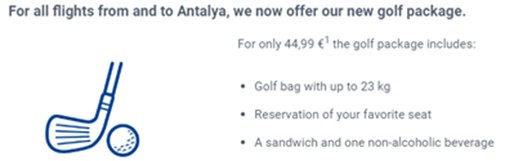 For all flights from and to Antalya, we now offer our new golf package.
For only 44,99 €¹ the golf package includes:
• Golf bag with up to 23 kg
• Reservation of your favorite seat
• A sandwich and one non-alcoholic beverage